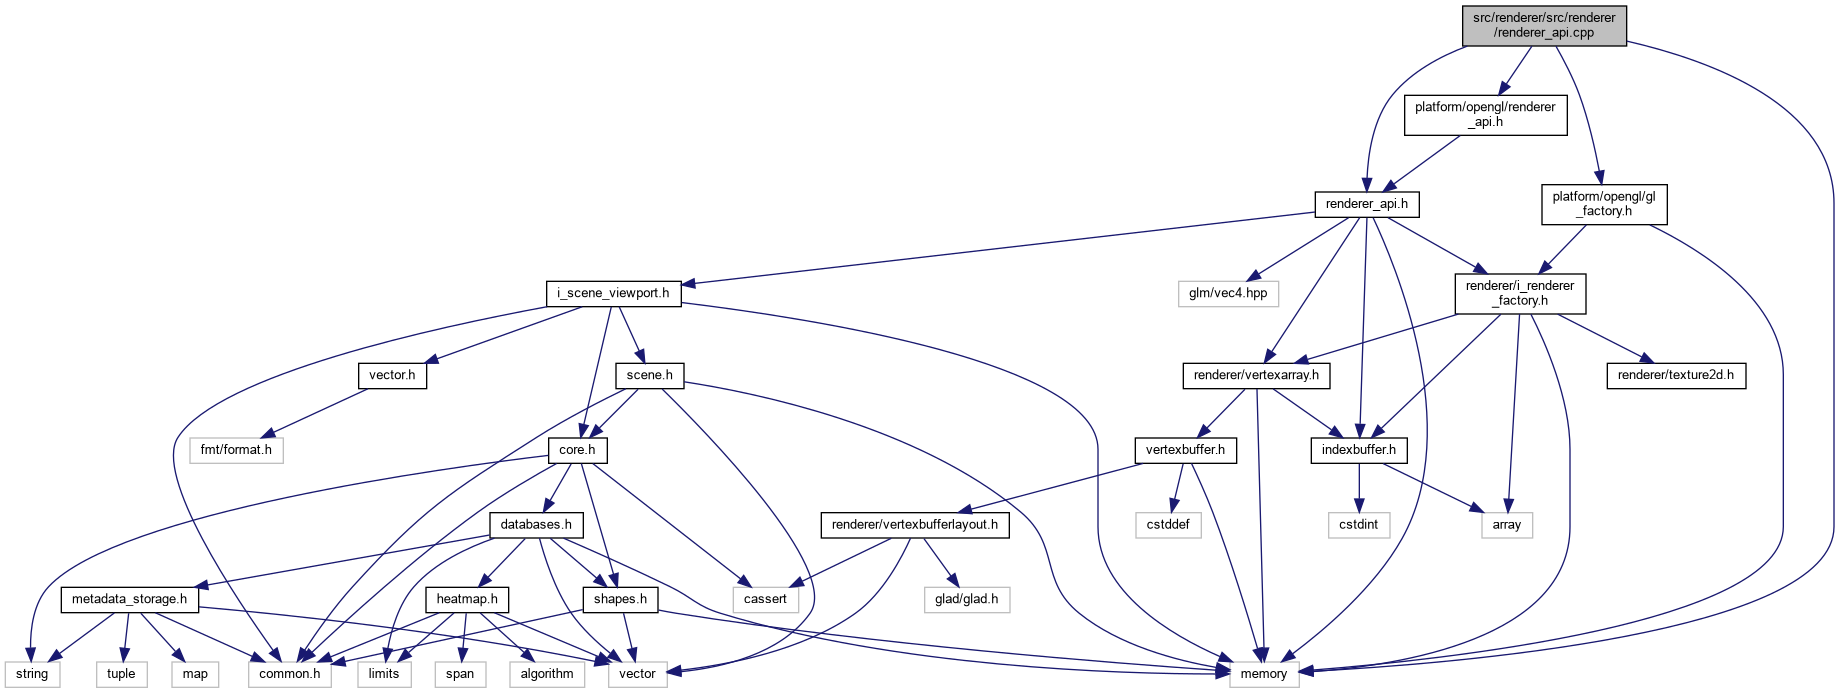 src/renderer/src/renderer
/renderer_api.cpp
platform/opengl/renderer
_api.h
renderer_api.h
platform/opengl/gl
_factory.h
i_scene_viewport.h
glm/vec4.hpp
renderer/i_renderer
_factory.h
vector.h
scene.h
renderer/vertexarray.h
renderer/texture2d.h
fmt/format.h
core.h
vertexbuffer.h
indexbuffer.h
databases.h
renderer/vertexbufferlayout.h
cstddef
cstdint
array
metadata_storage.h
heatmap.h
shapes.h
cassert
glad/glad.h
string
tuple
map
common.h
limits
span
algorithm
vector
memory